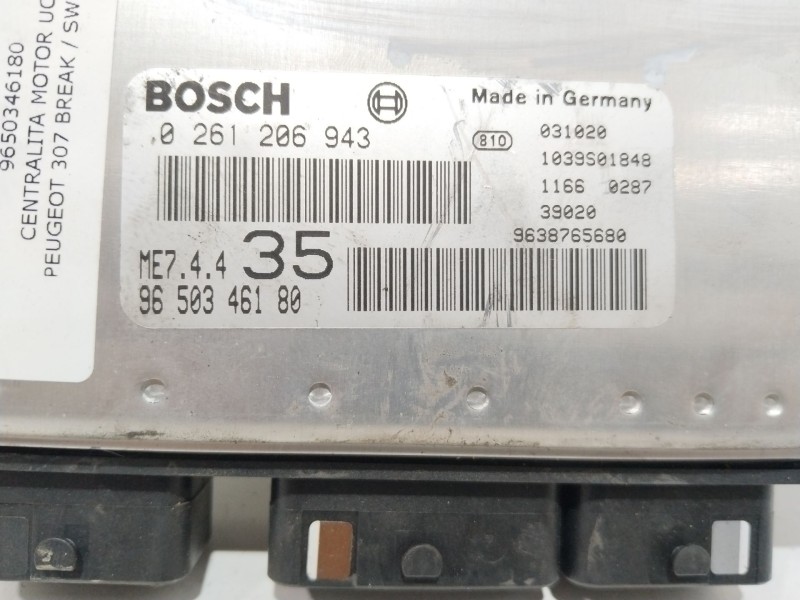 9650346180
CENTRALITA MOTOR UC
PEUGEOT 307 BREAK / SW
BOSCH
Made in Germany
0 261 206 943
810
031020
1039S01848
1166 0287
39020
9638765680
ME7.4.4 35
96 503 461 80